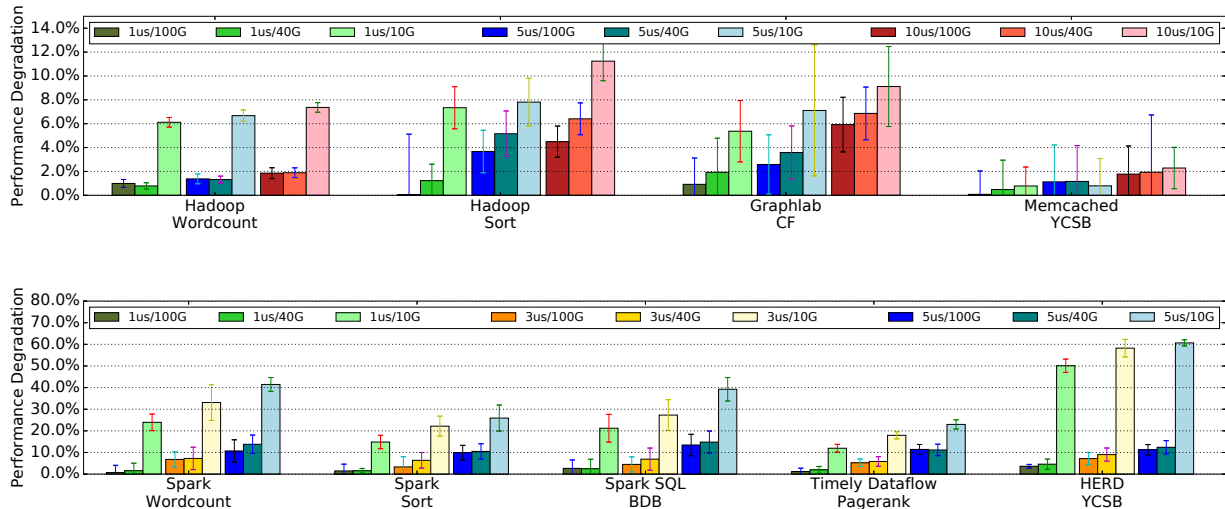 Performance Degradation
14.0%
12.0%
10.0%
8.0%
6.0%
4.0%
2.0%
0.0%
1us/100G 1us/40G 1us/10G 5us/100G 5us/40G 5us/10G 10us/100G 10us/40G 10us/10G
Hadoop Hadoop Graphlab Memcached
Wordcount Sort CF YCSB
Performance Degradation
80.0%
70.0%
60.0%
50.0%
40.0%
30.0%
20.0%
10.0%
0.0%
1us/100G 1us/40G 1us/10G 3us/100G 3us/40G 3us/10G 5us/100G 5us/40G 5us/10G
Spark Spark Spark SQL Timely Dataflow HERD
Wordcount Sort BDB Pagerank YCSB